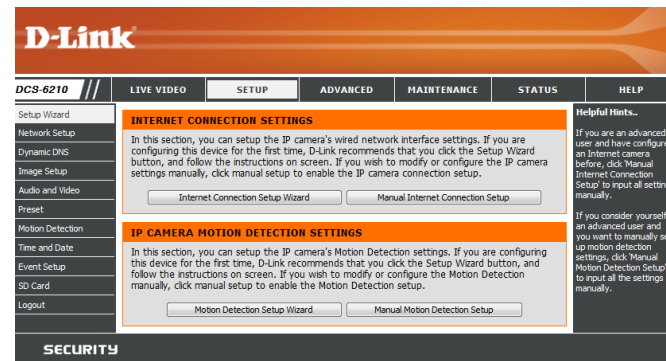 D-Link
DCS-6210 // LIVE VIDEO SETUP ADVANCED MAINTENANCE STATUS HELP
Setup Wizard
Network Setup
Dynamic DNS
Image Setup
Audio and Video
Preset
Motion Detection
Time and Date
Event Setup
SD Card
Logout
INTERNET CONNECTION SETTINGS
In this section, you can setup the IP camera's wired network interface settings. If you are
configuring this device for the first time, D-Link recommends that you click the Setup Wizard
button, and follow the instructions on screen. If you wish to modify or configure the IP camera
settings manually, click manual setup to enable the IP camera connection setup.
Internet Connection Setup Wizard Manual Internet Connection Setup
IP CAMERA MOTION DETECTION SETTINGS
In this section, you can setup the IP camera's Motion Detection settings. If you are configuring
this device for the first time, D-Link recommends that you click the Setup Wizard button, and
follow the instructions on screen. If you wish to modify or configure the Motion Detection
manually, click manual setup to enable the Motion Detection setup.
Motion Detection Setup Wizard Manual Motion Detection Setup
Helpful Hints..
If you are an advanced
user and have configure
an Internet camera
before, click 'Manual
Internet Connection
Setup' to input all settin
manually.
If you consider yourself
an advanced user and
you want to manually se
up motion detection
settings, click 'Manual
Motion Detection Setup'
to input all the settings
manually.
SECURITY